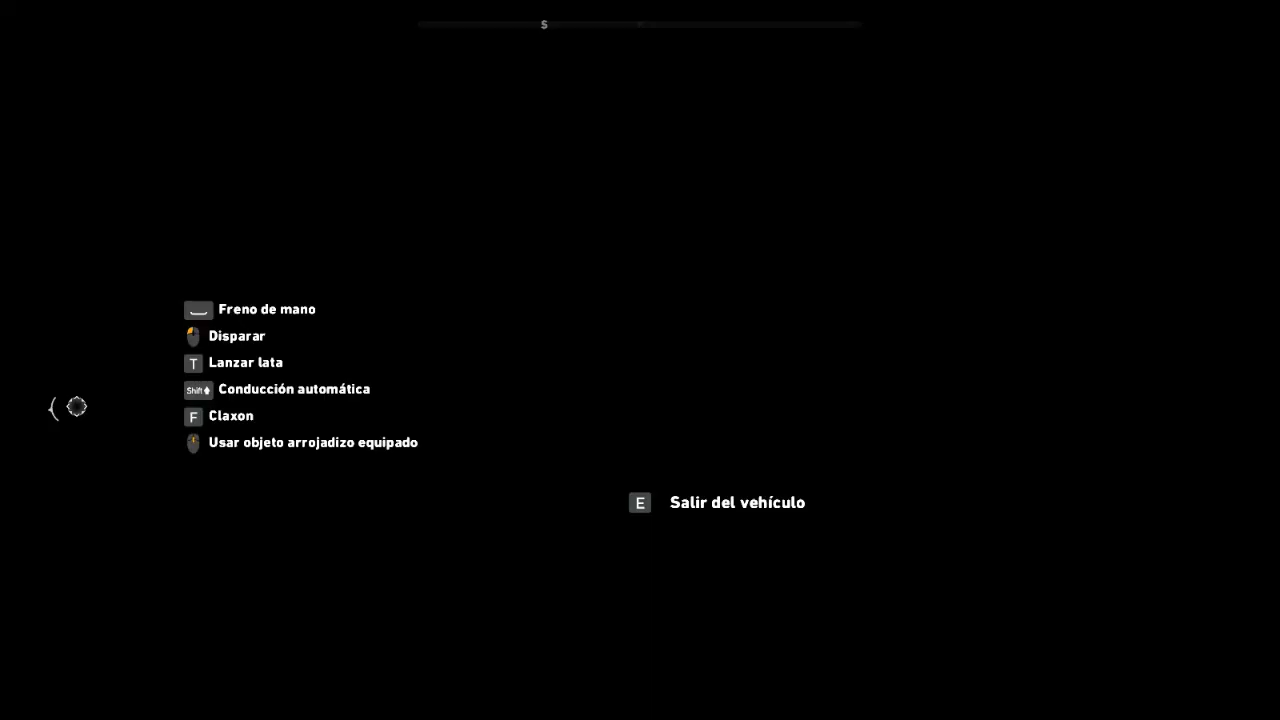 S
Freno de mano
Disparar
T Lanzar lata
Shift Conducción automática
F Claxon
Usar objeto arrojadizo equipado
E Salir del vehículo